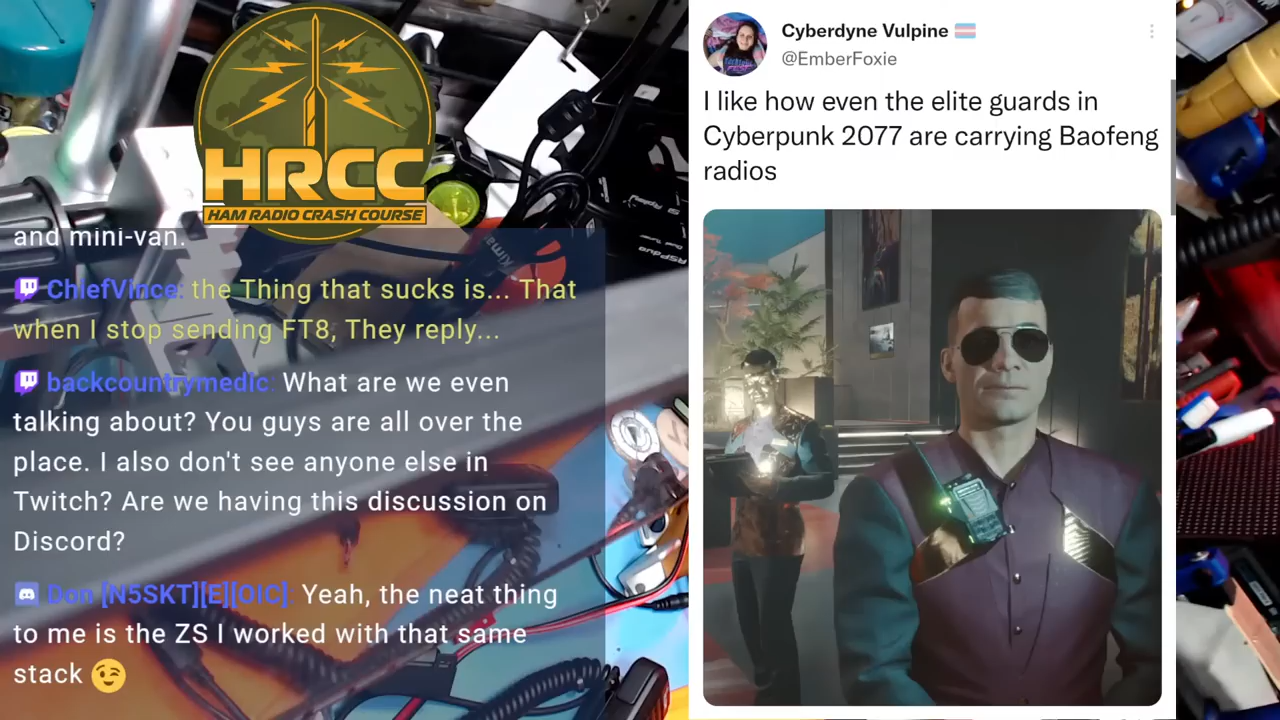 HRCC
HAM RADIO CRASH COURSE
and mini-van.
ChiefVince: the Thing that sucks is... That
when I stop sending FT8, They reply...
backcountrymedic: What are we even
talking about? You guys are all over the
place. I also don't see anyone else in
Twitch? Are we having this discussion on
Discord?
Don [N5SKT][E][OIC]: Yeah, the neat thing
to me is the ZS I worked with that same
stack 😉
Cyberdyne Vulpine
@EmberFoxie
I like how even the elite guards in
Cyberpunk 2077 are carrying Baofeng
radios
RSPduo